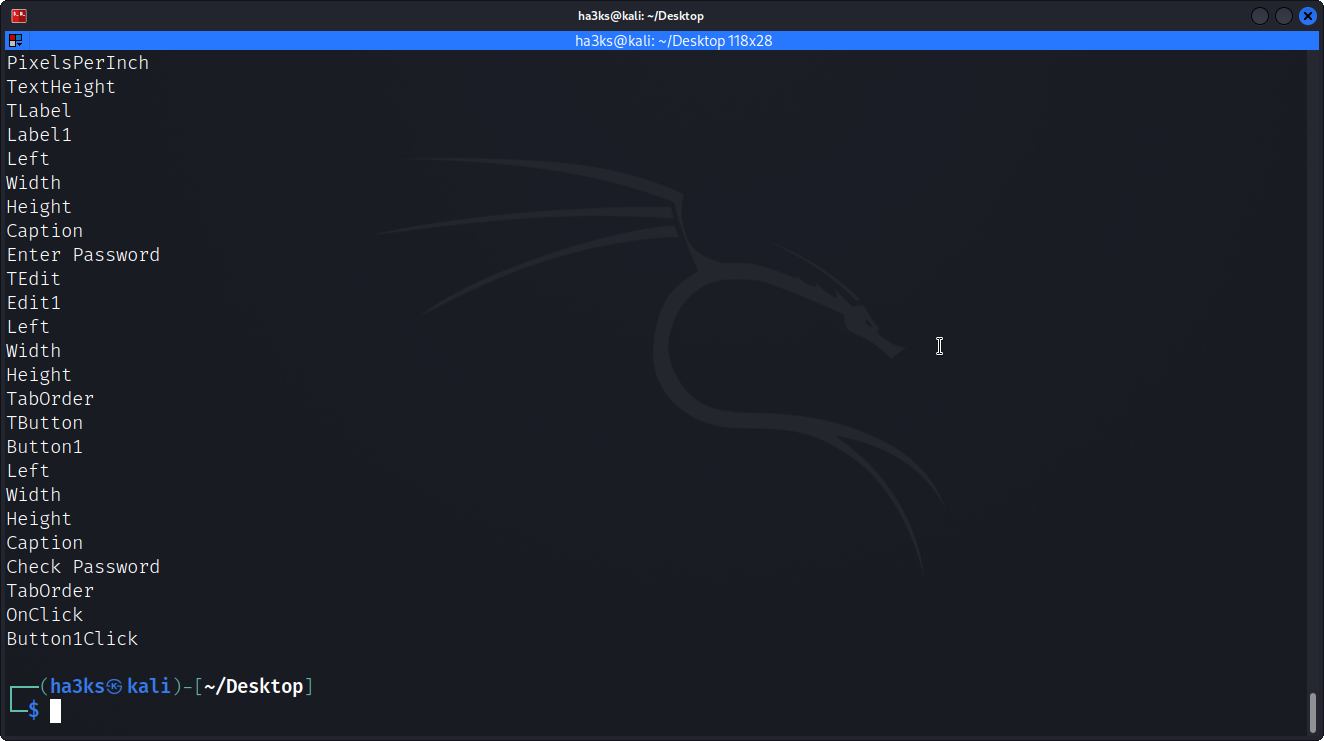 ha3ks@kali: ~/Desktop
ha3ks@kali: ~/Desktop 118x28
PixelsPerInch
TextHeight
TLabel
Label1
Left
Width
Height
Caption
Enter Password
TEdit
Edit1
Left
Width
Height
TabOrder
TButton
Button1
Left
Width
Height
Caption
Check Password
TabOrder
OnClick
Button1Click
┌──(ha3ks㉿kali)-[~/Desktop]
└─$